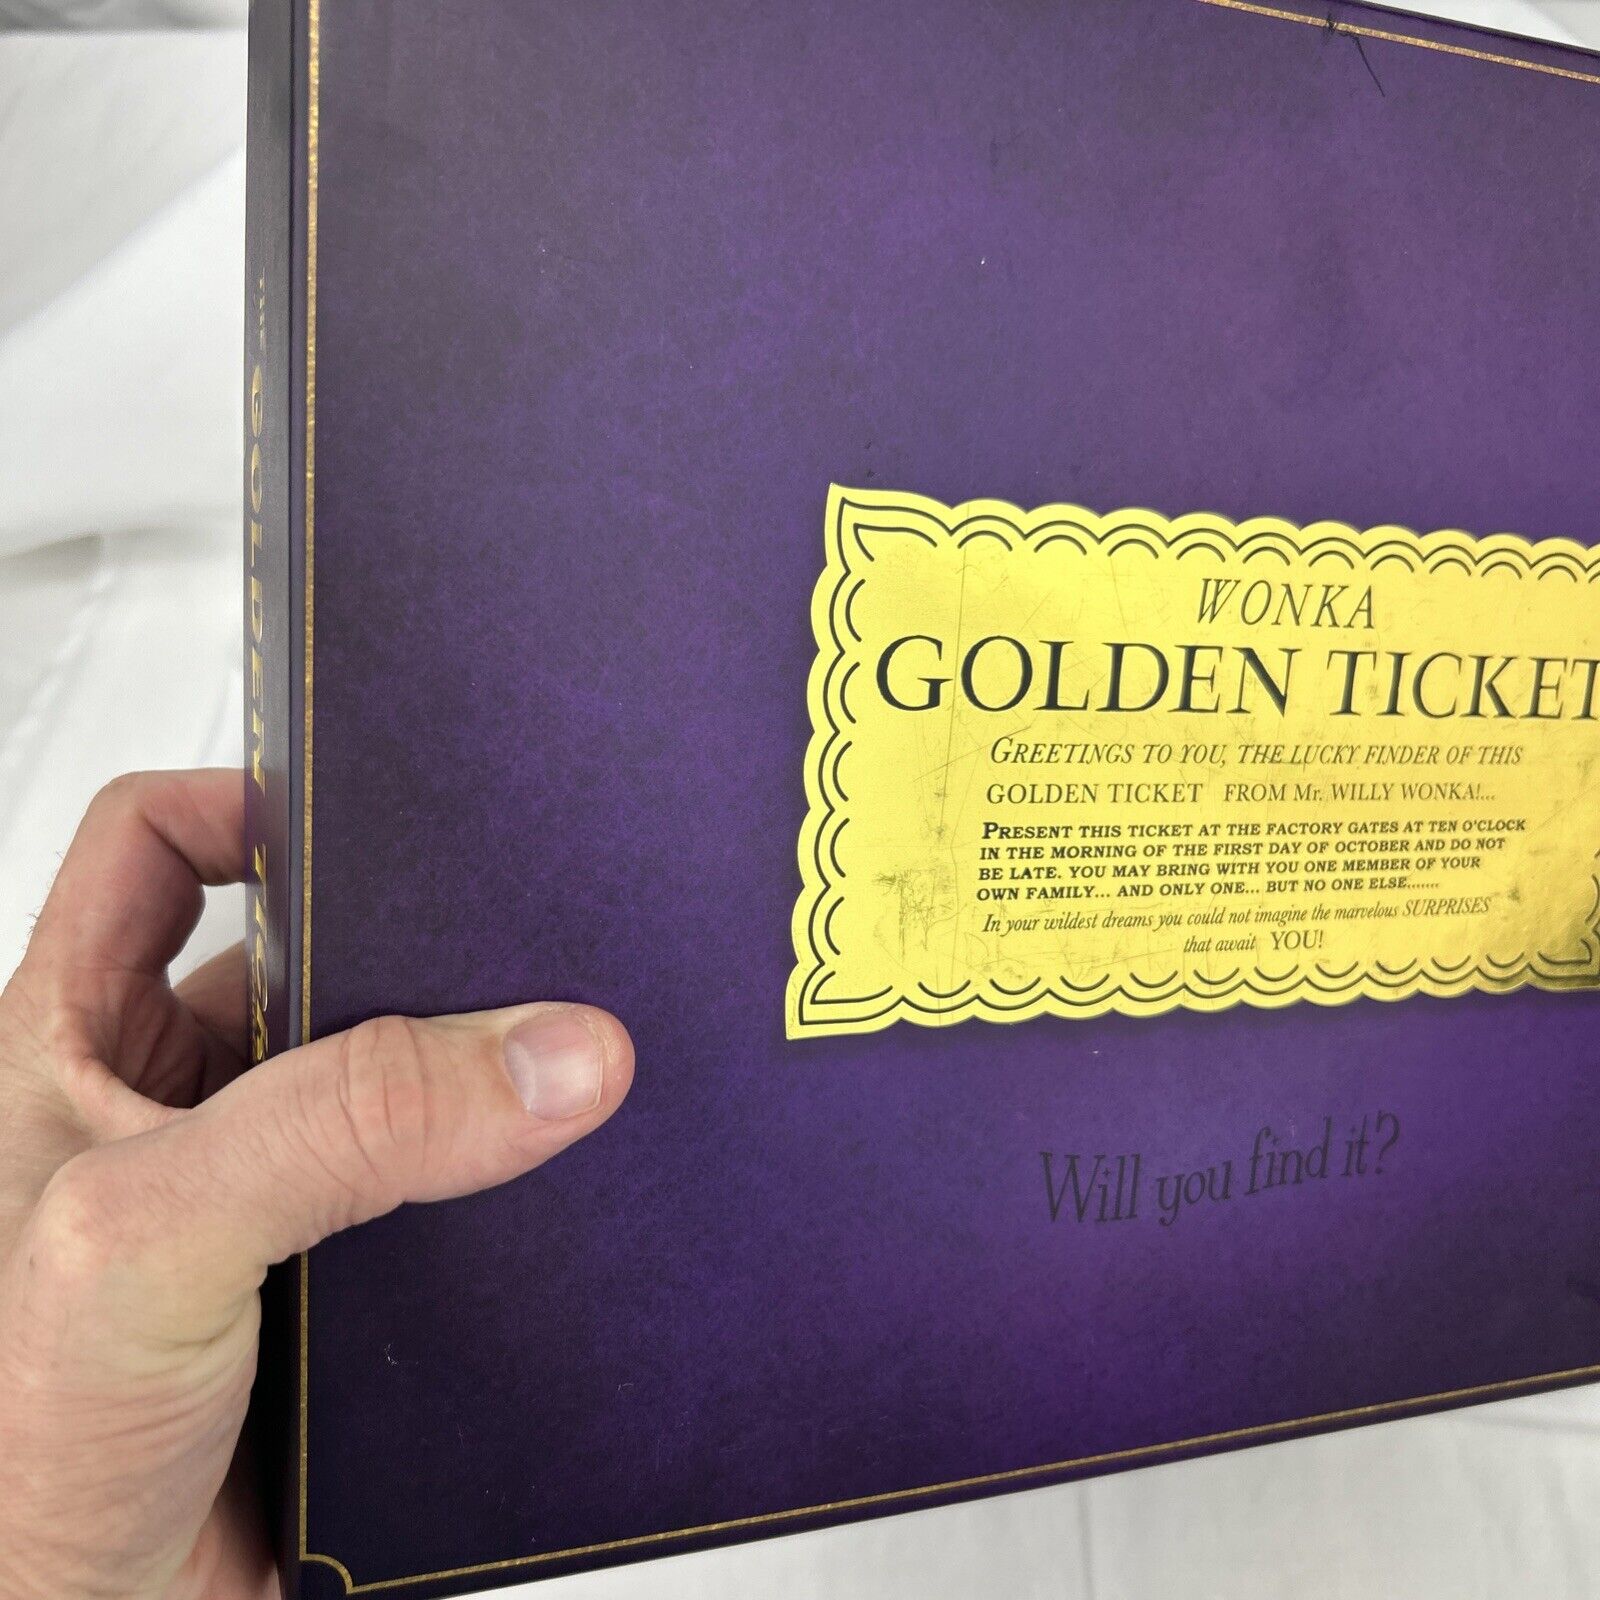 THE GOLDEN TICKET
WONKA
GOLDEN TICKET
GREETINGS TO YOU, THE LUCKY FINDER OF THIS
GOLDEN TICKET FROM Mr. WILLY WONKA!...
PRESENT THIS TICKET AT THE FACTORY GATES AT TEN O'CLOCK
IN THE MORNING OF THE FIRST DAY OF OCTOBER AND DO NOT
BE LATE. YOU MAY BRING WITH YOU ONE MEMBER OF YOUR
OWN FAMILY... AND ONLY ONE... BUT NO ONE ELSE.......
In your wildest dreams you could not imagine the marvelous SURPRISES
that await YOU!
Will you find it?